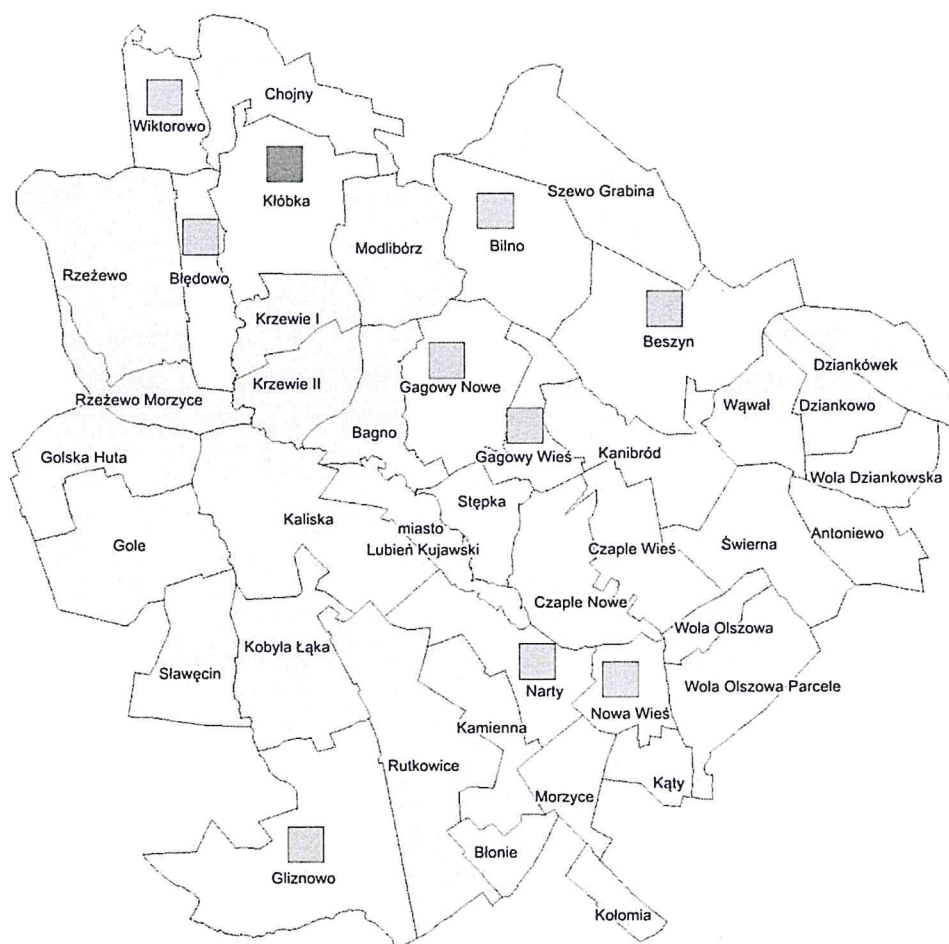 Chojny
Wiktorowo
Kłóbka
Szewo Grabina
Modlibórz
Bilno
Rzeżewo
Błędowo
Krzewie I
Beszyn
Dziankówek
Krzewie II
Gagowy Nowe
Rzeżewo Morzyce
Wąwał
Dziankowo
Bagno
Golska Huta
Gagowy Wieś
Kanibród
Wola Dziankowska
Stępka
Kaliska
miasto
Lubień Kujawski
Gole
Czaple Wieś
Świerna
Antoniewo
Czaple Nowe
Wola Olszowa
Kobyla Łąka
Sławęcin
Narty
Wola Olszowa Parcele
Nowa Wieś
Kamienna
Rutkowice
Kąty
Morzyce
Błonie
Gliznowo
Kołomia